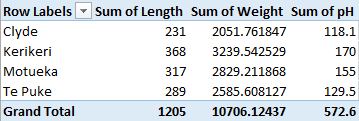 Row Labels Sum of Length Sum of Weight Sum of pH
Clyde 231 2051.761847 118.1
Kerikeri 368 3239.542529 170
Motueka 317 2829.211868 155
Te Puke 289 2585.608127 129.5
Grand Total 1205 10706.12437 572.6